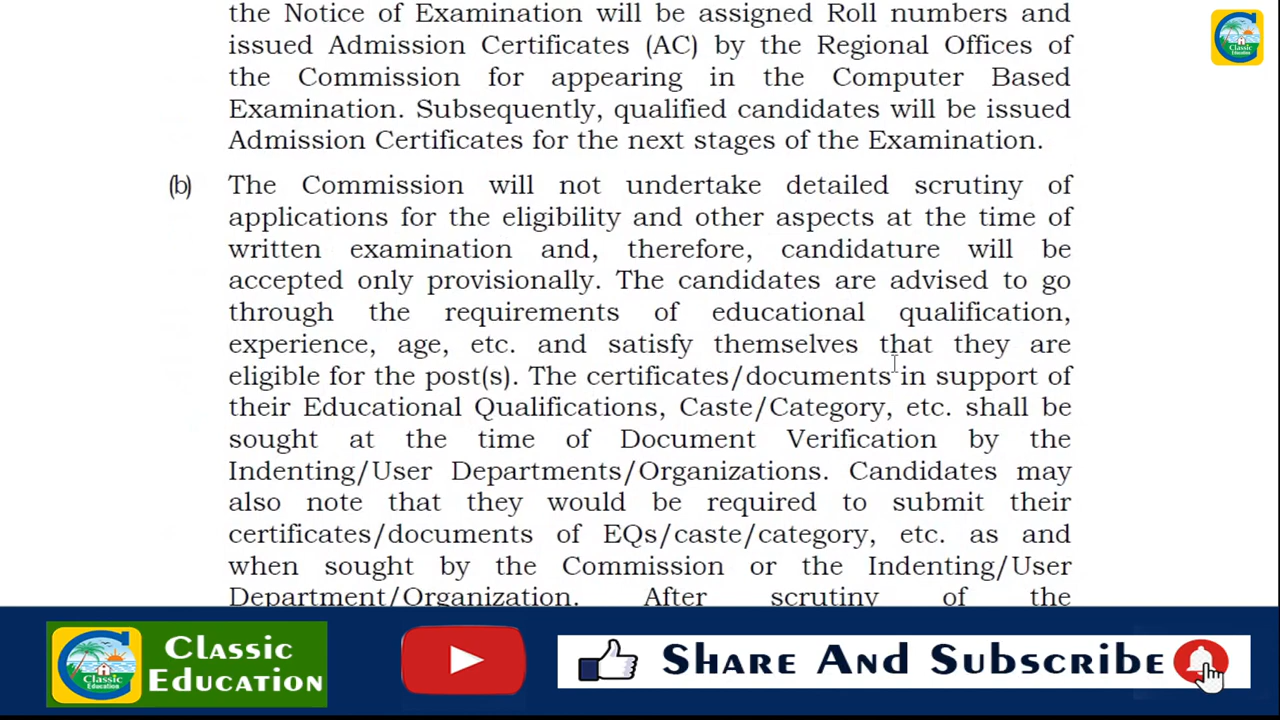 the Notice of Examination will be assigned Roll numbers and
issued Admission Certificates (AC) by the Regional Offices of
the Commission for appearing in the Computer Based
Examination. Subsequently, qualified candidates will be issued
Admission Certificates for the next stages of the Examination.
(b) The Commission will not undertake detailed scrutiny of
applications for the eligibility and other aspects at the time of
written examination and, therefore, candidature will be
accepted only provisionally. The candidates are advised to go
through the requirements of educational qualification,
experience, age, etc. and satisfy themselves that they are
eligible for the post(s). The certificates/documents in support of
their Educational Qualifications, Caste/Category, etc. shall be
sought at the time of Document Verification by the
Indenting/User Departments/Organizations. Candidates may
also note that they would be required to submit their
certificates/documents of EQs/caste/category, etc. as and
when sought by the Commission or the Indenting/User
Department/Organization. After scrutiny of the
Classic
Education
Classic
Education
Classic
Education
Share And Subscribe